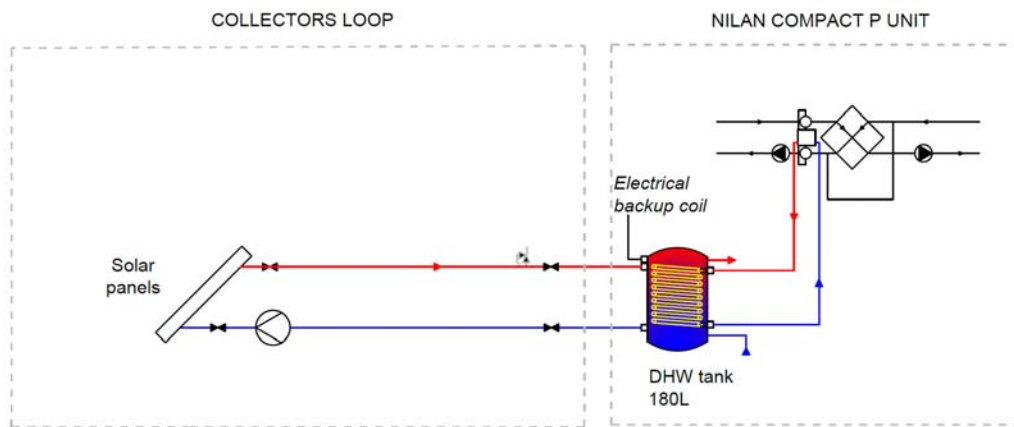 COLLECTORS LOOP
NILAN COMPACT P UNIT
Electrical
backup coil
Solar
panels
DHW tank
180L